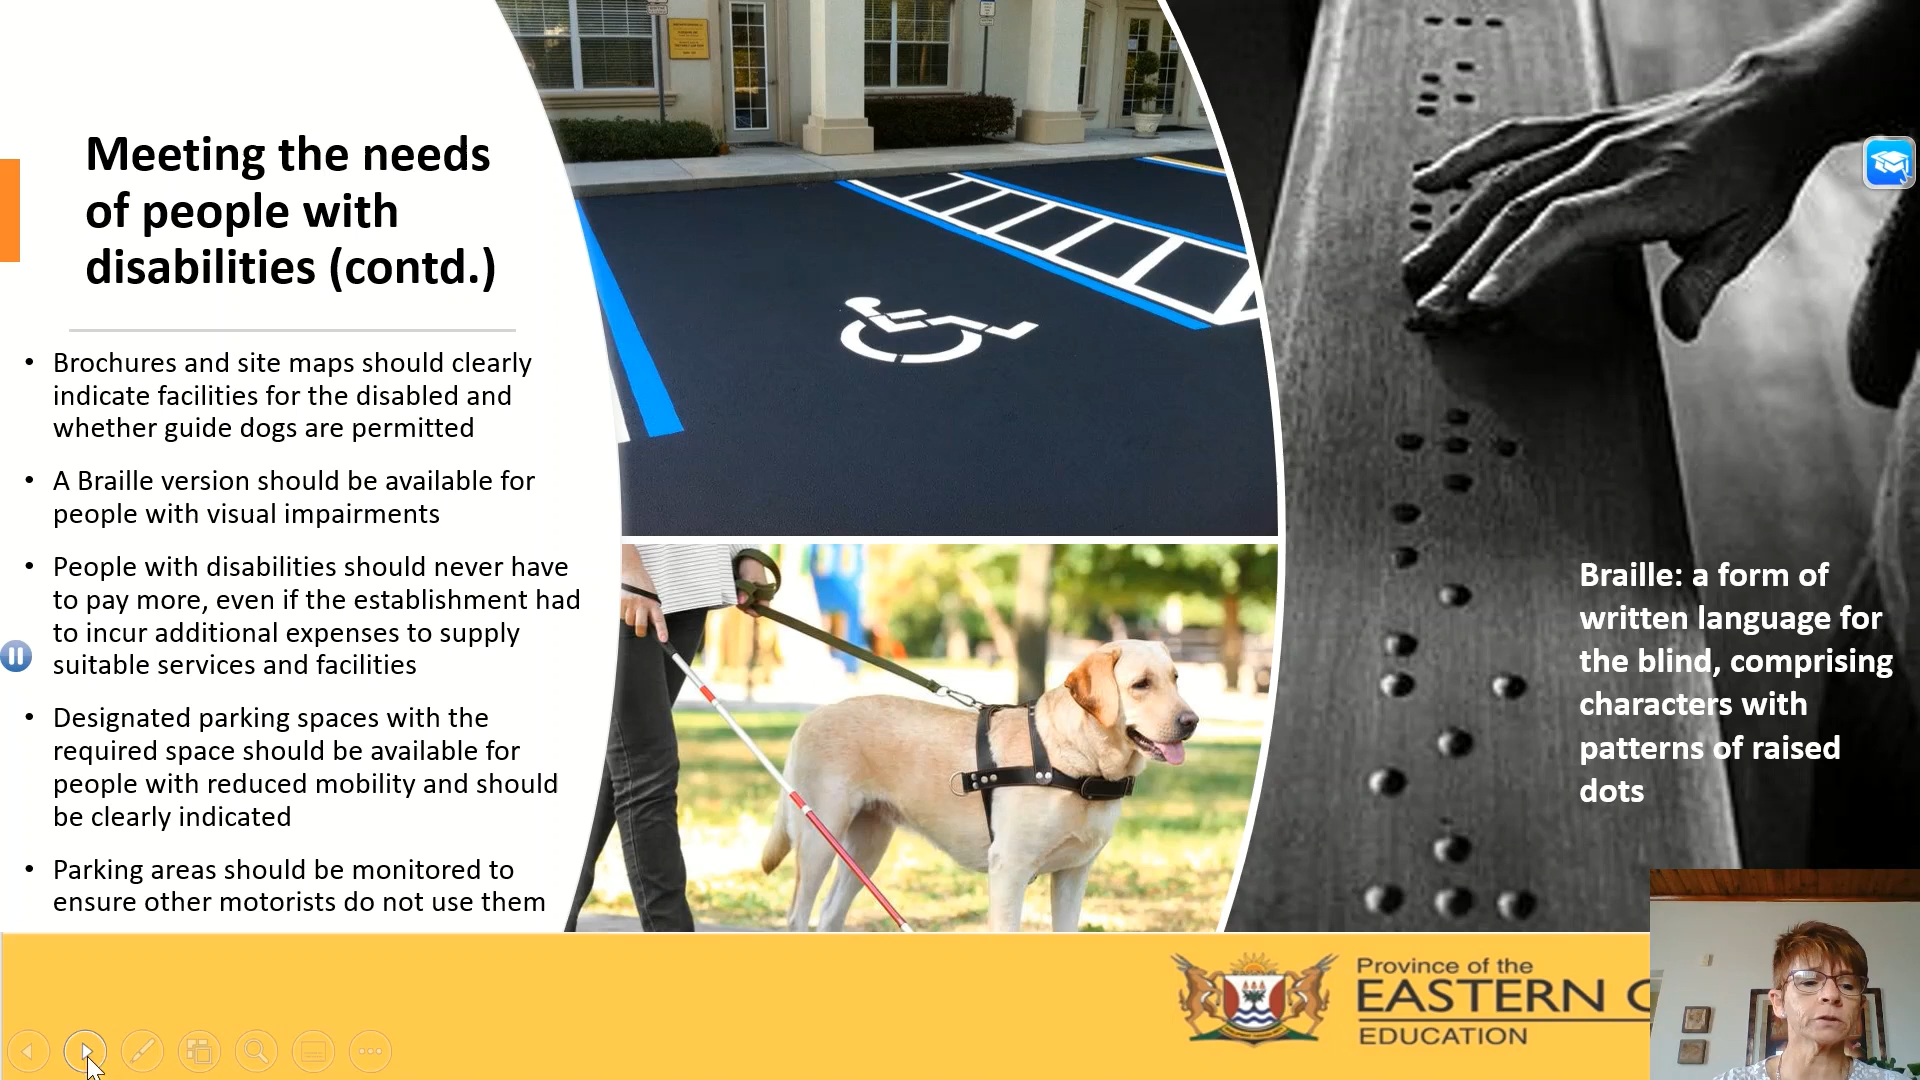 Meeting the needs
of people with
disabilities (contd.)
• Brochures and site maps should clearly
indicate facilities for the disabled and
whether guide dogs are permitted
• A Braille version should be available for
people with visual impairments
• People with disabilities should never have
to pay more, even if the establishment had
to incur additional expenses to supply
suitable services and facilities
• Designated parking spaces with the
required space should be available for
people with reduced mobility and should
be clearly indicated
• Parking areas should be monitored to
ensure other motorists do not use them
Braille: a form of
written language for
the blind, comprising
characters with
patterns of raised
dots
Province of the
EASTERN C
EDUCATION